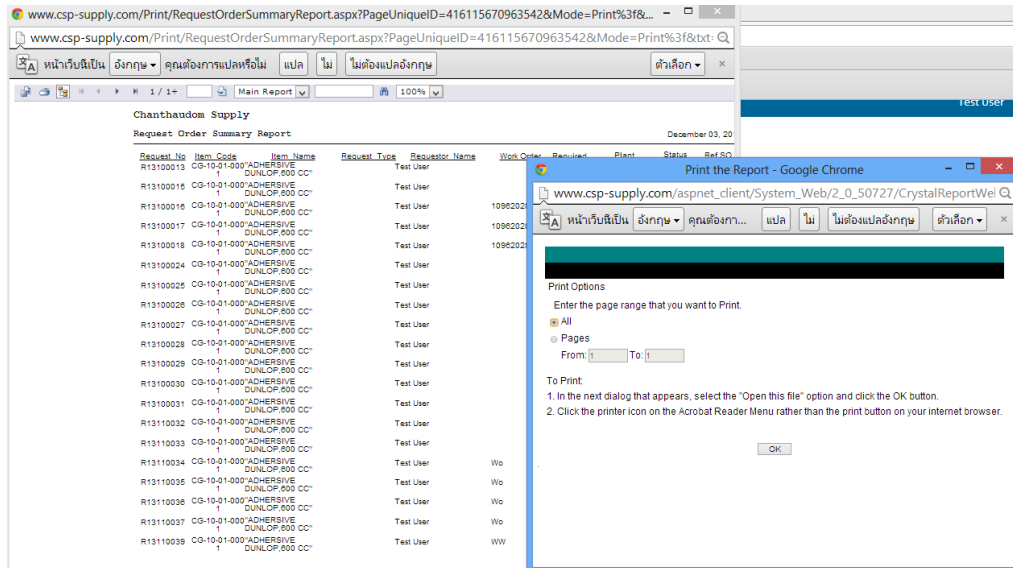 www.csp-supply.com/Print/RequestOrderSummaryReport.aspx?PageUniqueID=416115670963542&Mode=Print%3f&...
www.csp-supply.com/Print/RequestOrderSummaryReport.aspx?PageUniqueID=416115670963542&Mode=Print%3f&txt:
หน้าเว็บนี้เป็น อังกฤษ คุณต้องการแปลหรือไม่ แปล ไม่ ไม่ต้องแปลอังกฤษ ตัวเลือก
1 / 1+ Main Report 100%
Chanthaudom Supply
Request Order Summary Report December 03, 20
Request No Item Code Item Name Request Type Requestor Name Work Order Required Plant Status Ref SO
R13100013 CG-10-01-000 "ADHERSIVE Test User
1 DUNLOP,600 CC"
R13100015 CG-10-01-000 "ADHERSIVE Test User
1 DUNLOP,600 CC"
R13100016 CG-10-01-000 "ADHERSIVE Test User 1096202
1 DUNLOP,600 CC"
R13100017 CG-10-01-000 "ADHERSIVE Test User 1096202
1 DUNLOP,600 CC"
R13100018 CG-10-01-000 "ADHERSIVE Test User 1096202
1 DUNLOP,600 CC"
R13100024 CG-10-01-000 "ADHERSIVE Test User
1 DUNLOP,600 CC"
R13100025 CG-10-01-000 "ADHERSIVE Test User
1 DUNLOP,600 CC"
R13100026 CG-10-01-000 "ADHERSIVE Test User
1 DUNLOP,600 CC"
R13100027 CG-10-01-000 "ADHERSIVE Test User
1 DUNLOP,600 CC"
R13100028 CG-10-01-000 "ADHERSIVE Test User
1 DUNLOP,600 CC"
R13100029 CG-10-01-000 "ADHERSIVE Test User
1 DUNLOP,600 CC"
R13100030 CG-10-01-000 "ADHERSIVE Test User
1 DUNLOP,600 CC"
R13100031 CG-10-01-000 "ADHERSIVE Test User
1 DUNLOP,600 CC"
R13110032 CG-10-01-000 "ADHERSIVE Test User
1 DUNLOP,600 CC"
R13110033 CG-10-01-000 "ADHERSIVE Test User
1 DUNLOP,600 CC"
R13110034 CG-10-01-000 "ADHERSIVE Test User Wo
1 DUNLOP,600 CC"
R13110035 CG-10-01-000 "ADHERSIVE Test User Wo
1 DUNLOP,600 CC"
R13110036 CG-10-01-000 "ADHERSIVE Test User Wo
1 DUNLOP,600 CC"
R13110037 CG-10-01-000 "ADHERSIVE Test User Wo
1 DUNLOP,600 CC"
R13110039 CG-10-01-000 "ADHERSIVE Test User WW
1 DUNLOP,600 CC"
Test User
Print the Report - Google Chrome
www.csp-supply.com/aspnet_client/System_Web/2_0_50727/CrystalReportWel
หน้าเว็บนี้เป็น อังกฤษ คุณต้องกา... แปล ไม่ ไม่ต้องแปลอังกฤษ ตัวเลือก
Print Options
Enter the page range that you want to Print.
All
Pages
From: 1 To: 1
To Print:
1. In the next dialog that appears, select the "Open this file" option and click the OK button.
2. Click the printer icon on the Acrobat Reader Menu rather than the print button on your internet browser.
OK